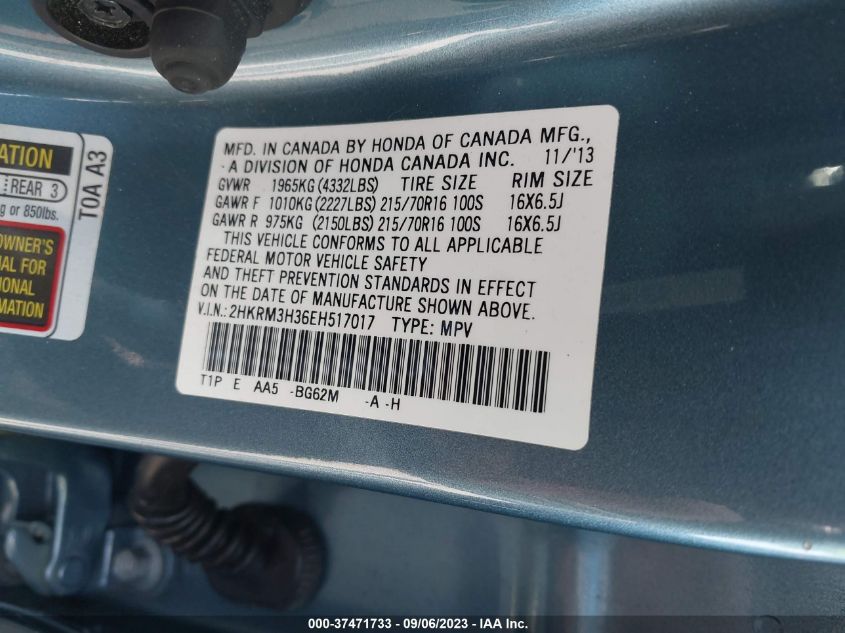 ATION
REAR 3
g or 850lbs.
OWNER'S
AL FOR
IONAL
RMATION
T0A A3
MFD. IN CANADA BY HONDA OF CANADA MFG.,
- A DIVISION OF HONDA CANADA INC. 11/'13
GVWR 1965KG (4332LBS) TIRE SIZE RIM SIZE
GAWR F 1010KG (2227LBS) 215/70R16 100S 16X6.5J
GAWR R 975KG (2150LBS) 215/70R16 100S 16X6.5J
THIS VEHICLE CONFORMS TO ALL APPLICABLE
FEDERAL MOTOR VEHICLE SAFETY
AND THEFT PREVENTION STANDARDS IN EFFECT
ON THE DATE OF MANUFACTURE SHOWN ABOVE.
V.I.N.: 2HKRM3H36EH517017 TYPE: MPV
T1P E AA5 -BG62M -A -H
000-37471733 - 09/06/2023 - IAA Inc.